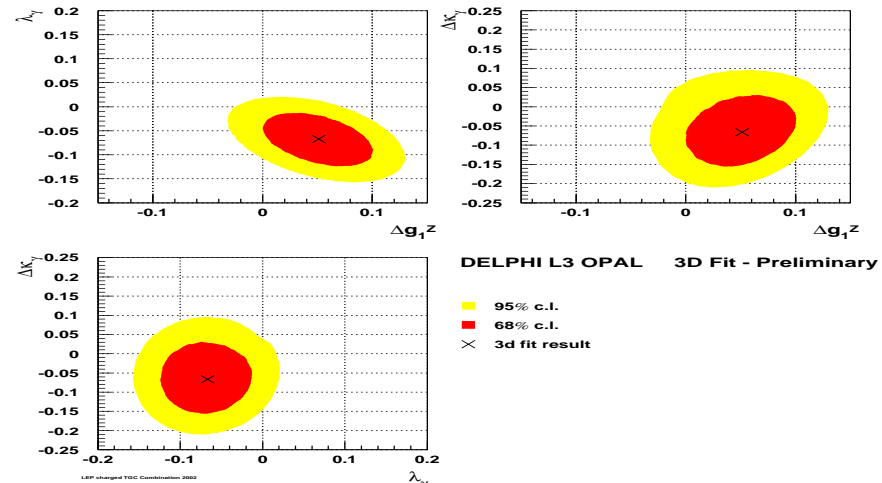 λγ
0.2
0.15
0.1
0.05
0
-0.05
-0.1
-0.15
-0.2
-0.1 0 0.1
Δg₁ᶻ
Δκγ
0.25
0.2
0.15
0.1
0.05
0
-0.05
-0.1
-0.15
-0.2
-0.25
-0.1 0 0.1
Δg₁ᶻ
Δκγ
0.25
0.2
0.15
0.1
0.05
0
-0.05
-0.1
-0.15
-0.2
-0.25
-0.2 -0.1 0 0.1 0.2
λγ
LEP charged TGC Combination 2002
DELPHI L3 OPAL 3D Fit - Preliminary
95% c.l.
68% c.l.
3d fit result